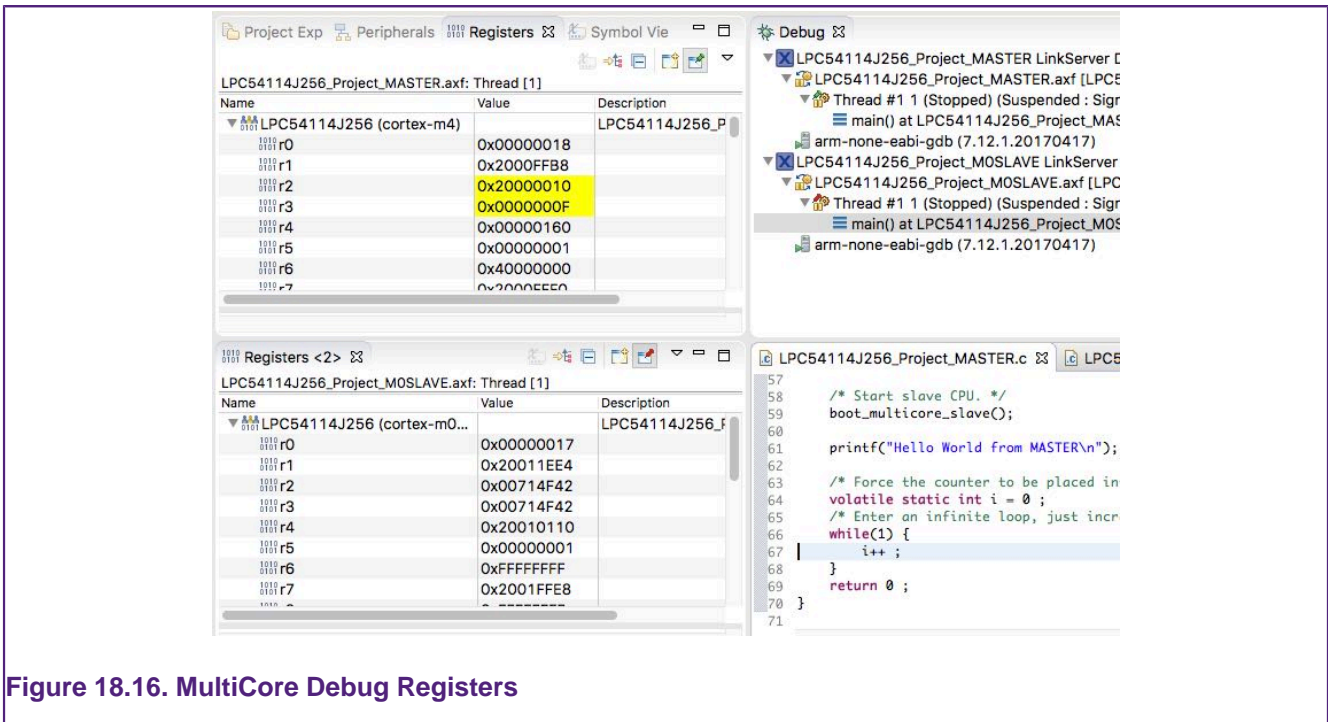 Project Exp Peripherals Registers Symbol Vie
LPC54114J256_Project_MASTER.axf: Thread [1]
Name Value Description
LPC54114J256 (cortex-m4) LPC54114J256_P
r0 0x00000018
r1 0x2000FFB8
r2 0x20000010
r3 0x0000000F
r4 0x00000160
r5 0x00000001
r6 0x40000000
r7
Debug
LPC54114J256_Project_MASTER LinkServer D
LPC54114J256_Project_MASTER.axf [LPC5
Thread #1 1 (Stopped) (Suspended : Sigr
main() at LPC54114J256_Project_MAS
arm-none-eabi-gdb (7.12.1.20170417)
LPC54114J256_Project_M0SLAVE LinkServer
LPC54114J256_Project_M0SLAVE.axf [LPC
Thread #1 1 (Stopped) (Suspended : Sigr
main() at LPC54114J256_Project_M0S
arm-none-eabi-gdb (7.12.1.20170417)
Registers <2>
LPC54114J256_Project_M0SLAVE.axf: Thread [1]
Name Value Description
LPC54114J256 (cortex-m0... LPC54114J256_P
r0 0x00000017
r1 0x20011EE4
r2 0x00714F42
r3 0x00714F42
r4 0x20010110
r5 0x00000001
r6 0xFFFFFFFF
r7 0x2001FFE8
LPC54114J256_Project_MASTER.c LPC5
57
58 /* Start slave CPU. */
59 boot_multicore_slave();
60
61 printf("Hello World from MASTER\n");
62
63 /* Force the counter to be placed in
64 volatile static int i = 0 ;
65 /* Enter an infinite loop, just incr
66 while(1) {
67 i++ ;
68 }
69 return 0 ;
70 }
71
Figure 18.16. MultiCore Debug Registers